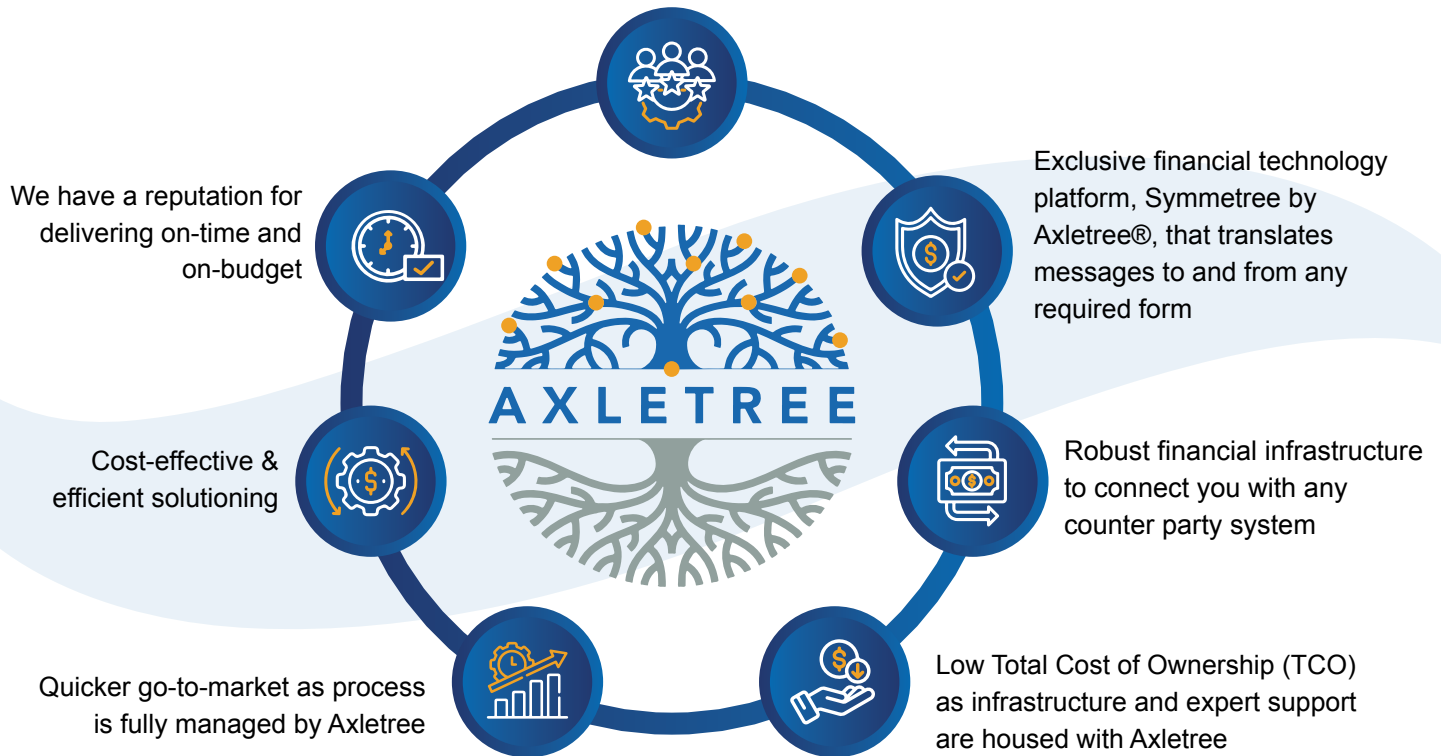 We have a reputation for
delivering on-time and
on-budget
Exclusive financial technology
platform, Symmetree by
Axletree®, that translates
messages to and from any
required form
AXLETREE
Cost-effective &
efficient solutioning
Robust financial infrastructure
to connect you with any
counter party system
Quicker go-to-market as process
is fully managed by Axletree
Low Total Cost of Ownership (TCO)
as infrastructure and expert support
are housed with Axletree